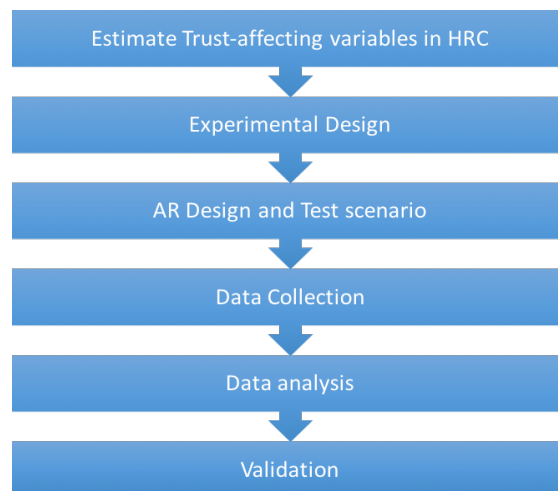 Estimate Trust-affecting variables in HRC
Experimental Design
AR Design and Test scenario
Data Collection
Data analysis
Validation